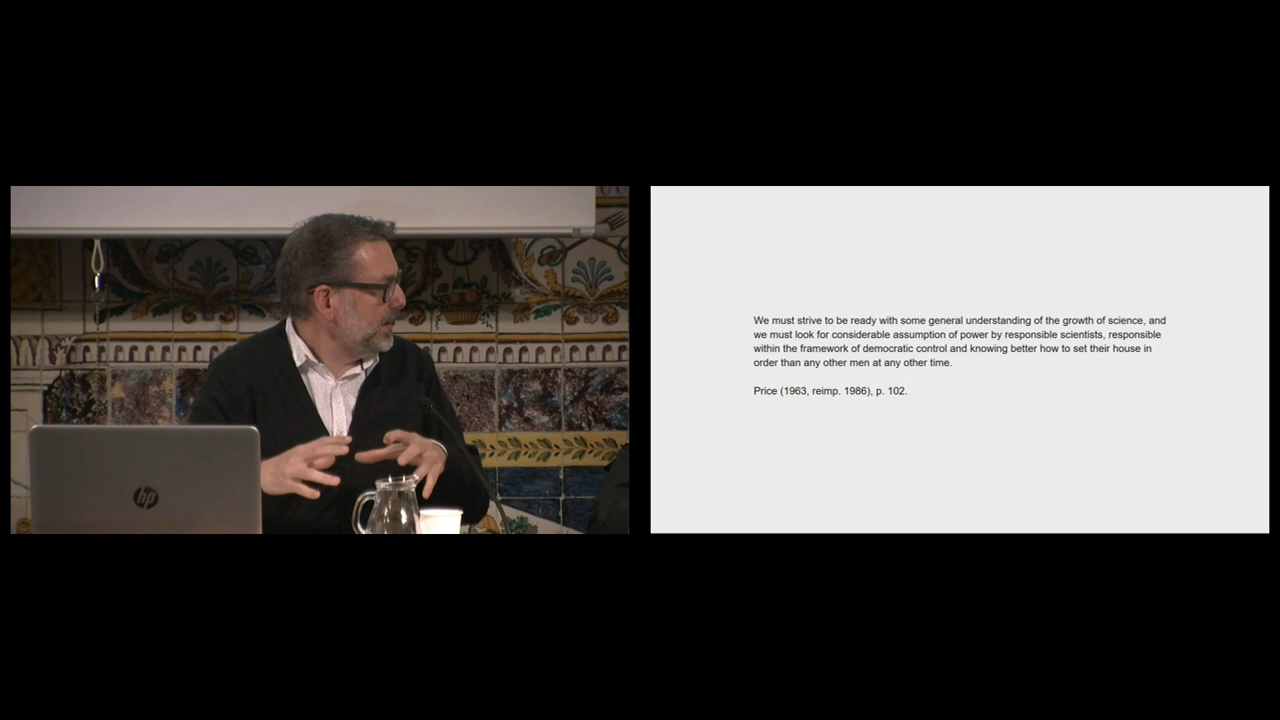 hp
We must strive to be ready with some general understanding of the growth of science, and
we must look for considerable assumption of power by responsible scientists, responsible
within the framework of democratic control and knowing better how to set their house in
order than any other men at any other time.
Price (1963, reimp. 1986), p. 102.